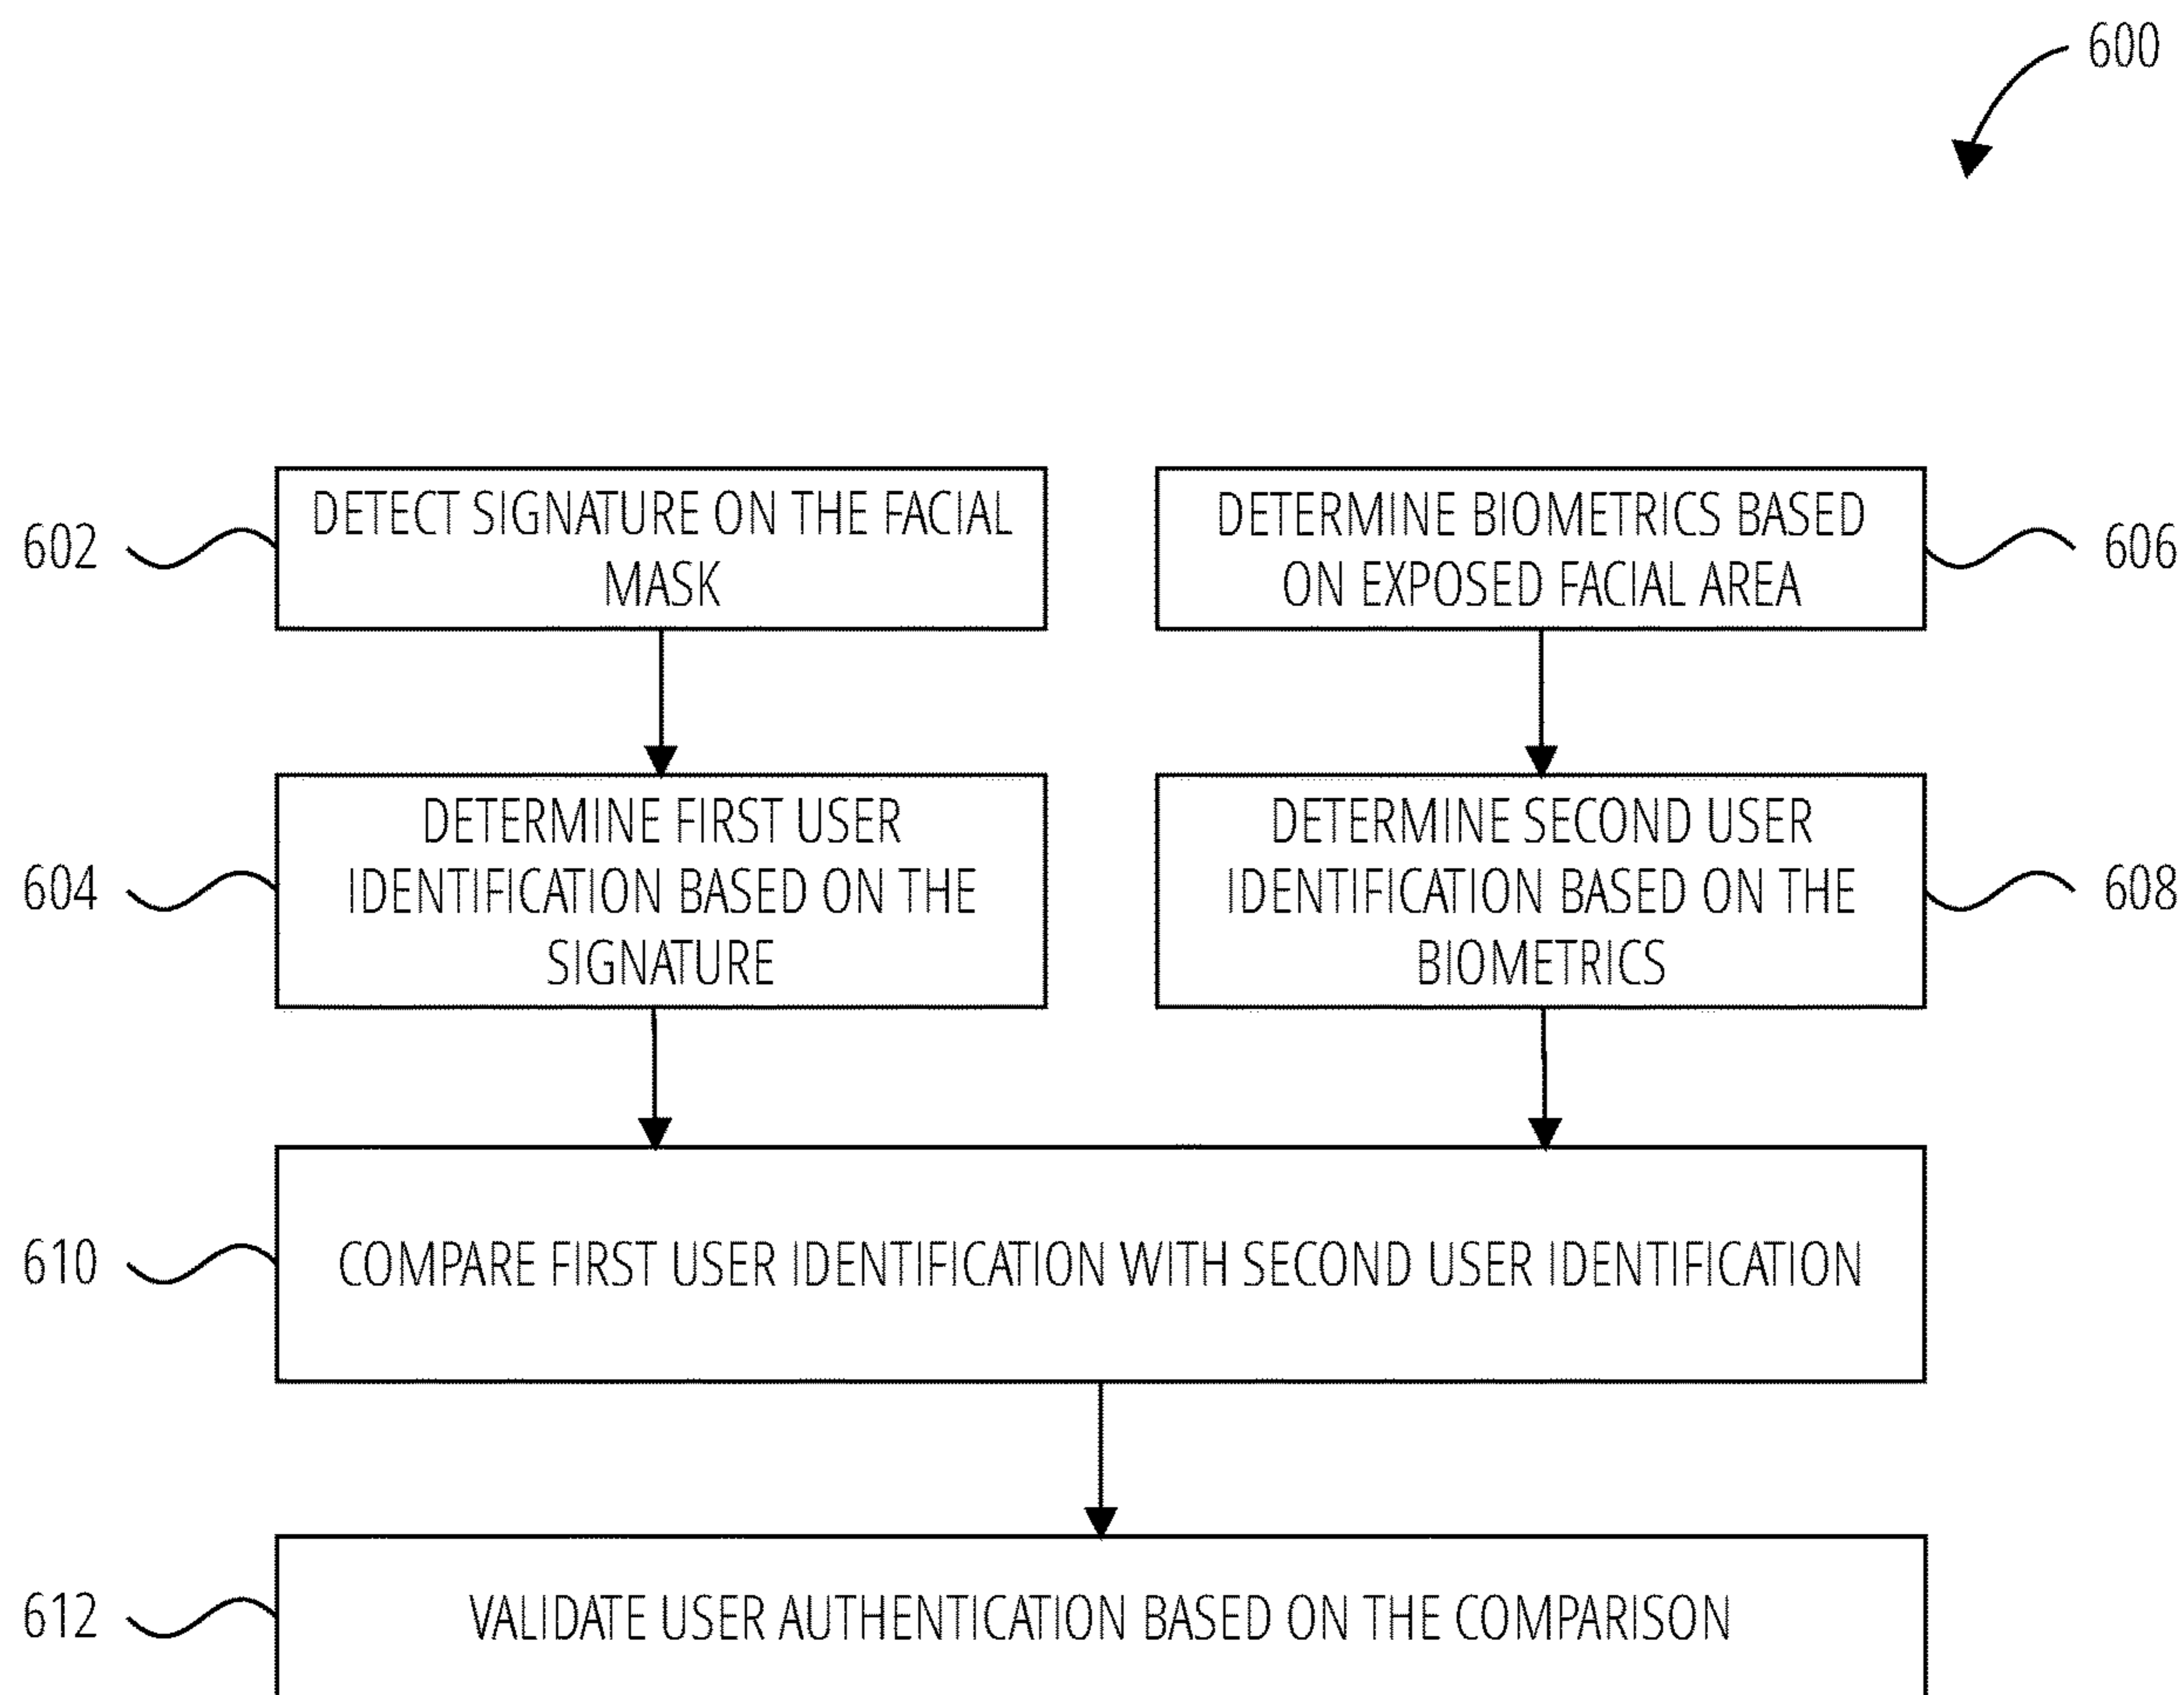 600
602
DETECT SIGNATURE ON THE FACIAL
MASK
DETERMINE BIOMETRICS BASED
ON EXPOSED FACIAL AREA
606
604
DETERMINE FIRST USER
IDENTIFICATION BASED ON THE
SIGNATURE
DETERMINE SECOND USER
IDENTIFICATION BASED ON THE
BIOMETRICS
608
610
COMPARE FIRST USER IDENTIFICATION WITH SECOND USER IDENTIFICATION
612
VALIDATE USER AUTHENTICATION BASED ON THE COMPARISON